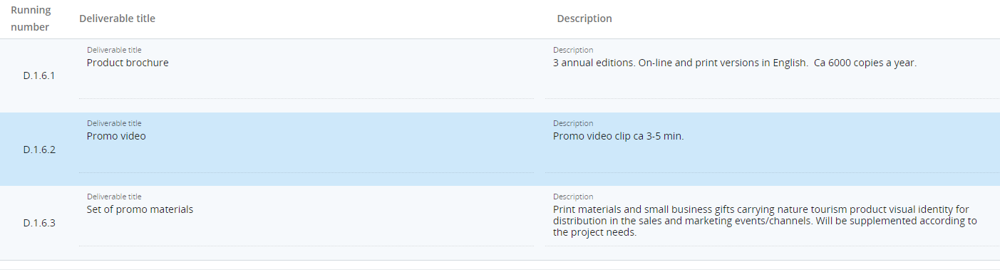 Running number
Deliverable title
Description
D.1.6.1
Deliverable title
Product brochure
Description
3 annual editions. On-line and print versions in English.  Ca 6000 copies a year.
D.1.6.2
Deliverable title
Promo video
Description
Promo video clip ca 3-5 min.
D.1.6.3
Deliverable title
Set of promo materials
Description
Print materials and small business gifts carrying nature tourism product visual identity for
distribution in the sales and marketing events/channels. Will be supplemented according to
the project needs.